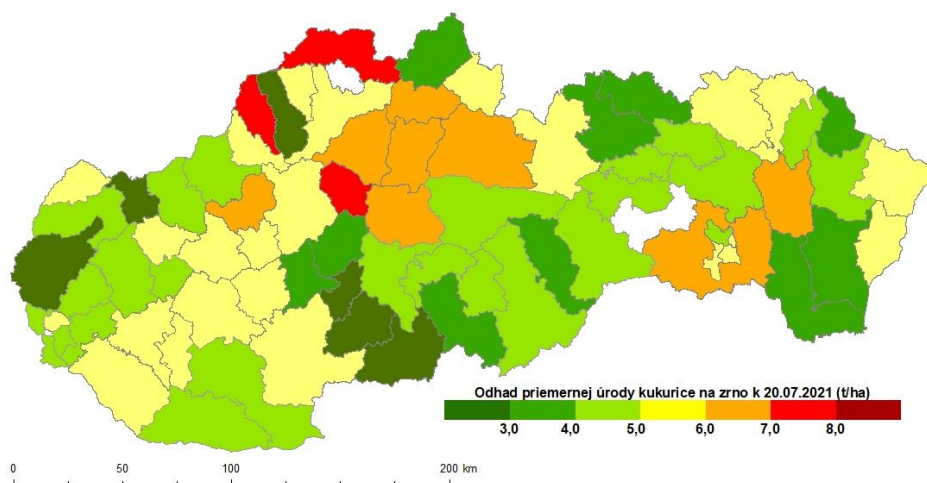 Odhad priemernej úrody kukurice na zrno k 20.07.2021 (t/ha)
3,0 4,0 5,0 6,0 7,0 8,0
0 50 100 200 km